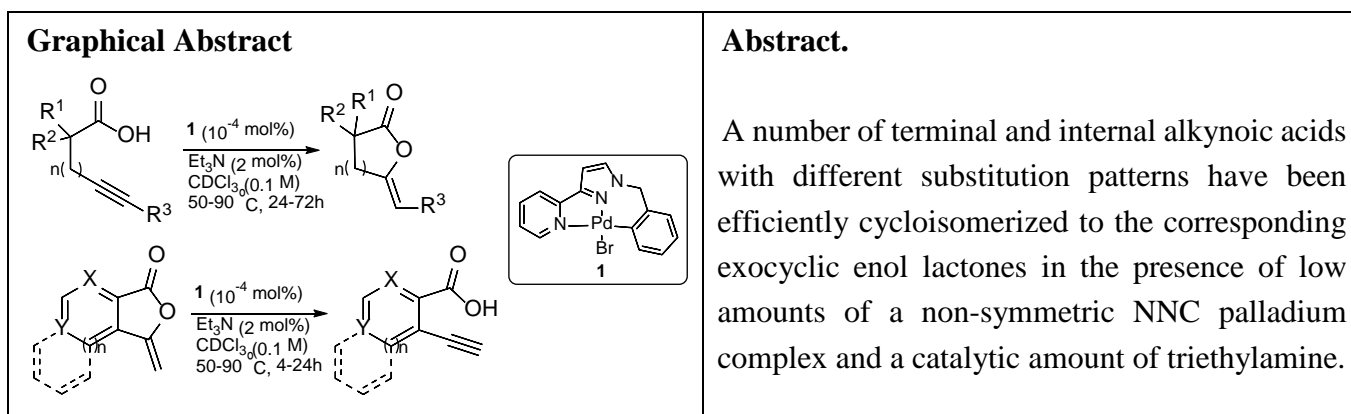 Graphical Abstract
O
R1
R2
OH
n( )
R3
1 (10-4 mol%)
Et3N (2 mol%)
CDCl3 (0.1 M)
50-90 °C, 24-72h
R2 R1 O
O
n( )
R3
N
N
N Pd
Br
1
X
O
O
Y
( )n
1 (10-4 mol%)
Et3N (2 mol%)
CDCl3 (0.1 M)
50-90 °C, 4-24h
X
O
OH
Y
( )n
Abstract.
A number of terminal and internal alkynoic acids
with different substitution patterns have been
efficiently cycloisomerized to the corresponding
exocyclic enol lactones in the presence of low
amounts of a non-symmetric NNC palladium
complex and a catalytic amount of triethylamine.